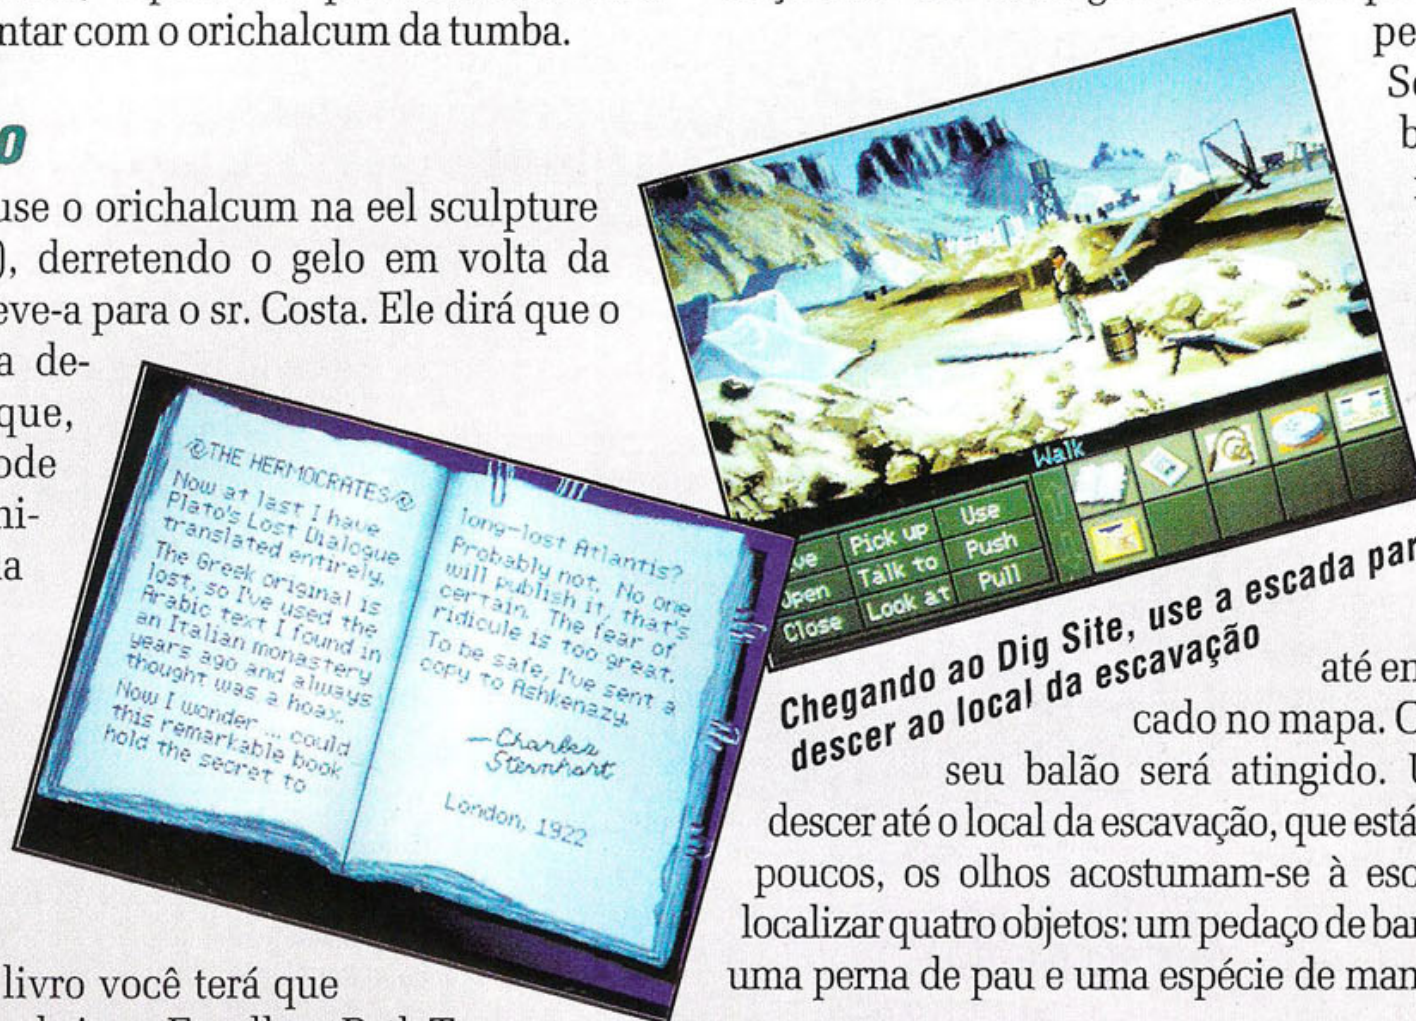 ntar com o orichalcum da tumba.
o
use o orichalcum na eel sculpture
), derretendo o gelo em volta da
eve-a para o sr. Costa. Ele dirá que o
a de-
que,
ode
ni-
a
THE HERMOCRATES
Now at last I have
Plato's Lost Dialogue
translated entirely.
The Greek original is
lost, so I've used the
Arabic text I found in
an Italian monastery
years ago and always
thought was a hoax.
Now I wonder ... could
this remarkable book
hold the secret to
long-lost Atlantis?
Probably not. No one
will publish it, that's
certain. The fear of
ridicule is too great.
To be safe, I've sent a
copy to Ashkenazy.
—Charles
Sternhart
London, 1922
livro você terá que
Walk
ve Pick up Use
Open Talk to Push
Close Look at Pull
Chegando ao Dig Site, use a escada par
descer ao local da escavação
pe
Se
b
até en
cado no mapa. C
seu balão será atingido. U
descer até o local da escavação, que está
poucos, os olhos acostumam-se à esc
localizar quatro objetos: um pedaço de bar
uma perna de pau e uma espécie de man